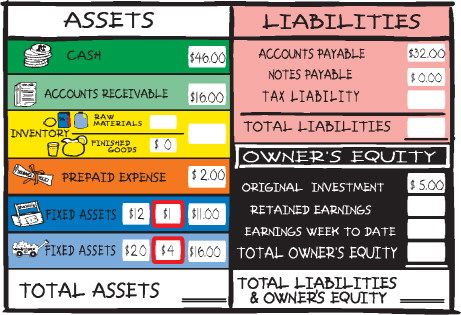 ASSETS
CASH $46.00
ACCOUNTS RECEIVABLE $16.00
INVENTORY
RAW MATERIALS
FINISHED GOODS $ 0
PREPAID EXPENSE $ 2.00
FIXED ASSETS $12 $1 $11.00
FIXED ASSETS $20 $4 $16.00
TOTAL ASSETS
LIABILITIES
ACCOUNTS PAYABLE $32.00
NOTES PAYABLE $ 0.00
TAX LIABILITY
TOTAL LIABILITIES
OWNER'S EQUITY
ORIGINAL INVESTMENT $ 5.00
RETAINED EARNINGS
EARNINGS WEEK TO DATE
TOTAL OWNER'S EQUITY
TOTAL LIABILITIES
& OWNER'S EQUITY